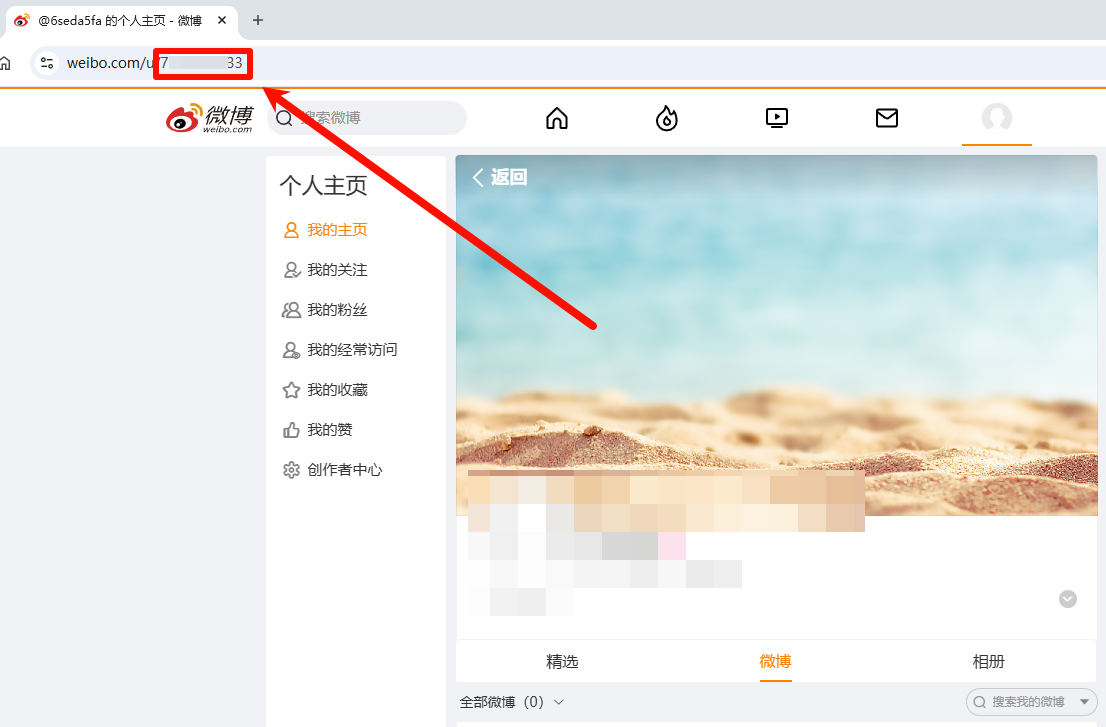 @6seda5fa 的个人主页 - 微博
weibo.com/u/7 33
微博
weibo.com
搜索微博
个人主页
我的主页
我的关注
我的粉丝
我的经常访问
我的收藏
我的赞
创作者中心
返回
精选
微博
相册
全部微博（0）
搜索我的微博